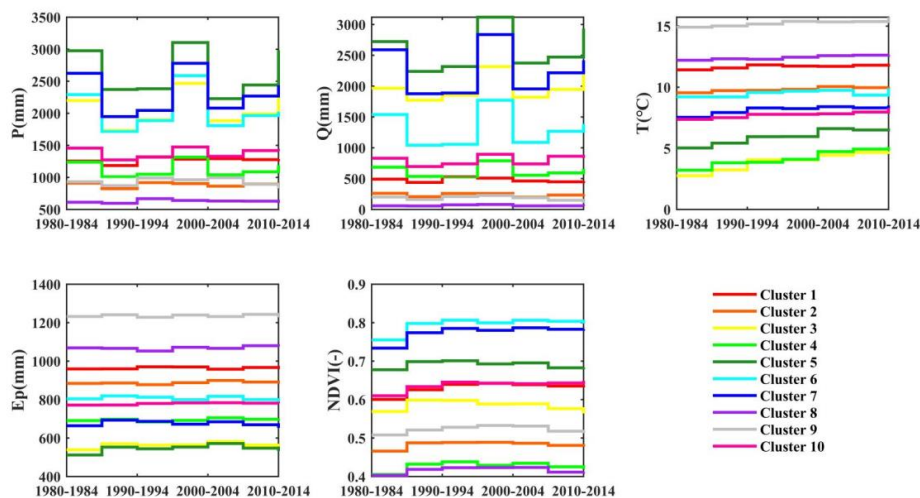 3500
3000
2500
2000
1500
1000
500
P(mm)
1980-1984 1990-1994 2000-2004 2010-2014
3000
2500
2000
1500
1000
500
0
Q(mm)
1980-1984 1990-1994 2000-2004 2010-2014
15
10
5
0
T(°C)
1980-1984 1990-1994 2000-2004 2010-2014
1400
1200
1000
800
600
400
Ep(mm)
1980-1984 1990-1994 2000-2004 2010-2014
0.9
0.8
0.7
0.6
0.5
0.4
NDVI(-)
1980-1984 1990-1994 2000-2004 2010-2014
Cluster 1
Cluster 2
Cluster 3
Cluster 4
Cluster 5
Cluster 6
Cluster 7
Cluster 8
Cluster 9
Cluster 10